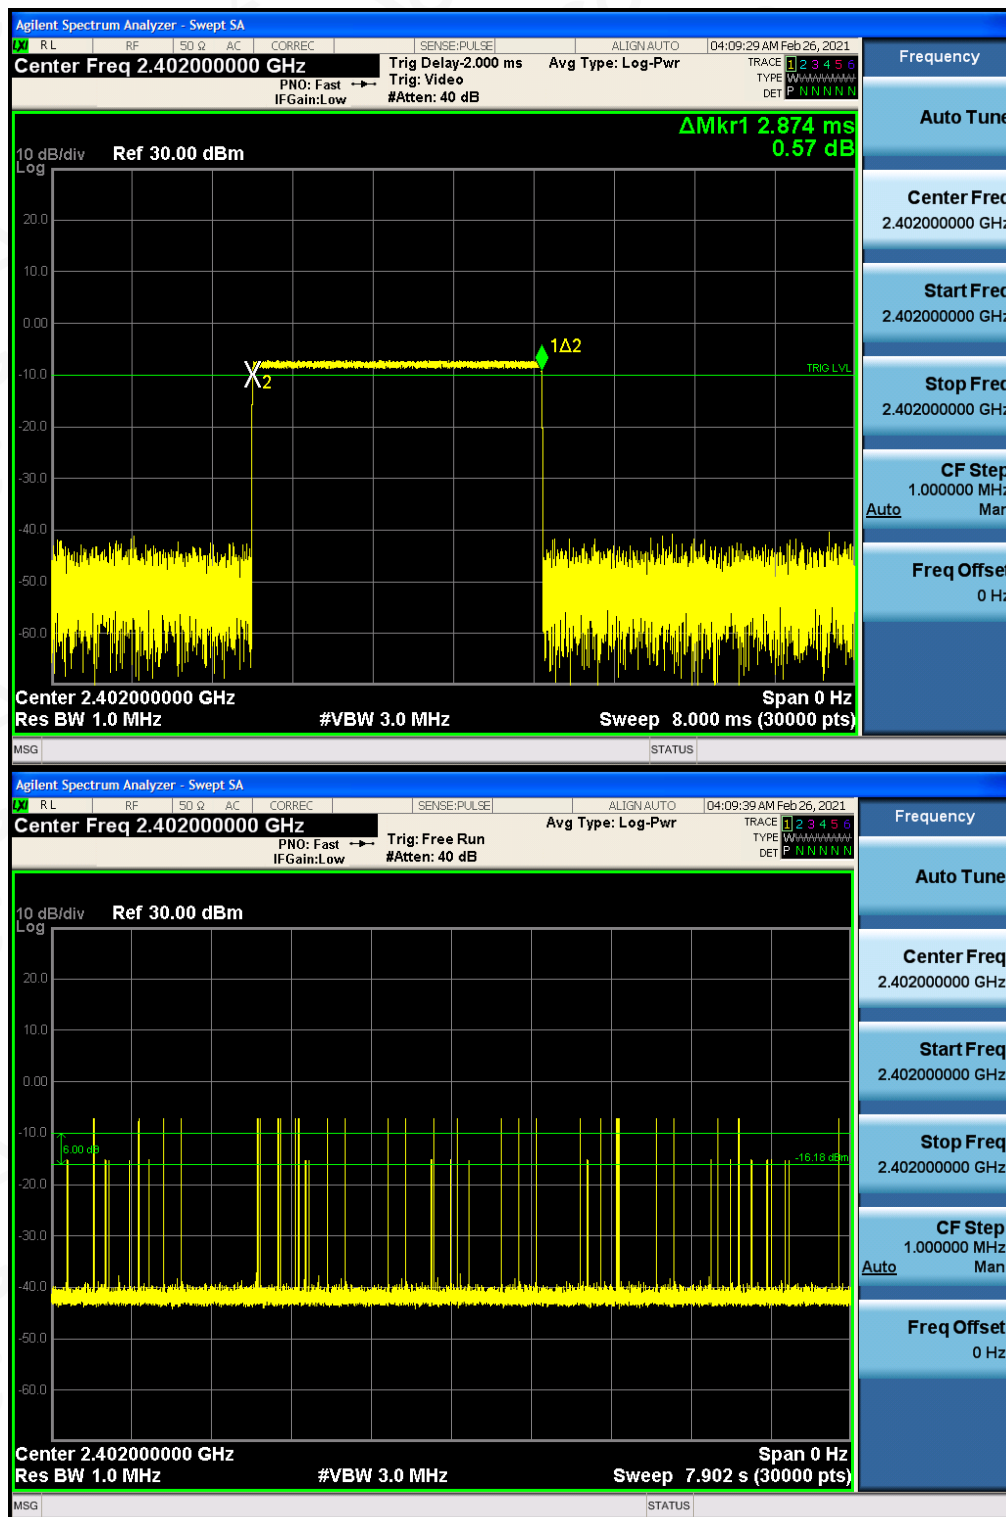 Agilent Spectrum Analyzer - Swept SA
LXI RL RF 50 Ω AC CORREC SENSE:PULSE ALIGN AUTO 04:09:29 AM Feb 26, 2021
Center Freq 2.402000000 GHz
PNO: Fast
IFGain:Low
Trig Delay-2.000 ms
Trig: Video
#Atten: 40 dB
Avg Type: Log-Pwr
TRACE 1 2 3 4 5 6
TYPE
DET P N N N N N
ΔMkr1 2.874 ms
0.57 dB
10 dB/div Ref 30.00 dBm
Log
20.0
10.0
0.00
1Δ2
TRIG LVL
-10.0
2
-20.0
-30.0
-40.0
-50.0
-60.0
Center 2.402000000 GHz Span 0 Hz
Res BW 1.0 MHz #VBW 3.0 MHz Sweep 8.000 ms (30000 pts)
MSG STATUS
Frequency
Auto Tune
Center Freq
2.402000000 GHz
Start Freq
2.402000000 GHz
Stop Freq
2.402000000 GHz
CF Step
1.000000 MHz
Auto Man
Freq Offset
0 Hz
Agilent Spectrum Analyzer - Swept SA
LXI RL RF 50 Ω AC CORREC SENSE:PULSE ALIGN AUTO 04:09:39 AM Feb 26, 2021
Center Freq 2.402000000 GHz
PNO: Fast
IFGain:Low
Trig: Free Run
#Atten: 40 dB
Avg Type: Log-Pwr
TRACE 1 2 3 4 5 6
TYPE
DET P N N N N N
10 dB/div Ref 30.00 dBm
Log
20.0
10.0
0.00
-10.0
6.00 dB
-16.18 dBm
-20.0
-30.0
-40.0
-50.0
-60.0
Center 2.402000000 GHz Span 0 Hz
Res BW 1.0 MHz #VBW 3.0 MHz Sweep 7.902 s (30000 pts)
MSG STATUS
Frequency
Auto Tune
Center Freq
2.402000000 GHz
Start Freq
2.402000000 GHz
Stop Freq
2.402000000 GHz
CF Step
1.000000 MHz
Auto Man
Freq Offset
0 Hz